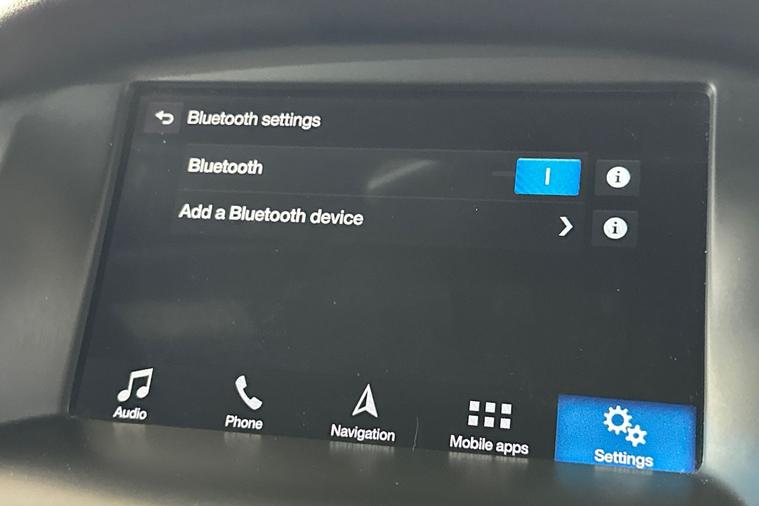 Bluetooth settings
Bluetooth
Add a Bluetooth device
Audio
Phone
Navigation
Mobile apps
Settings